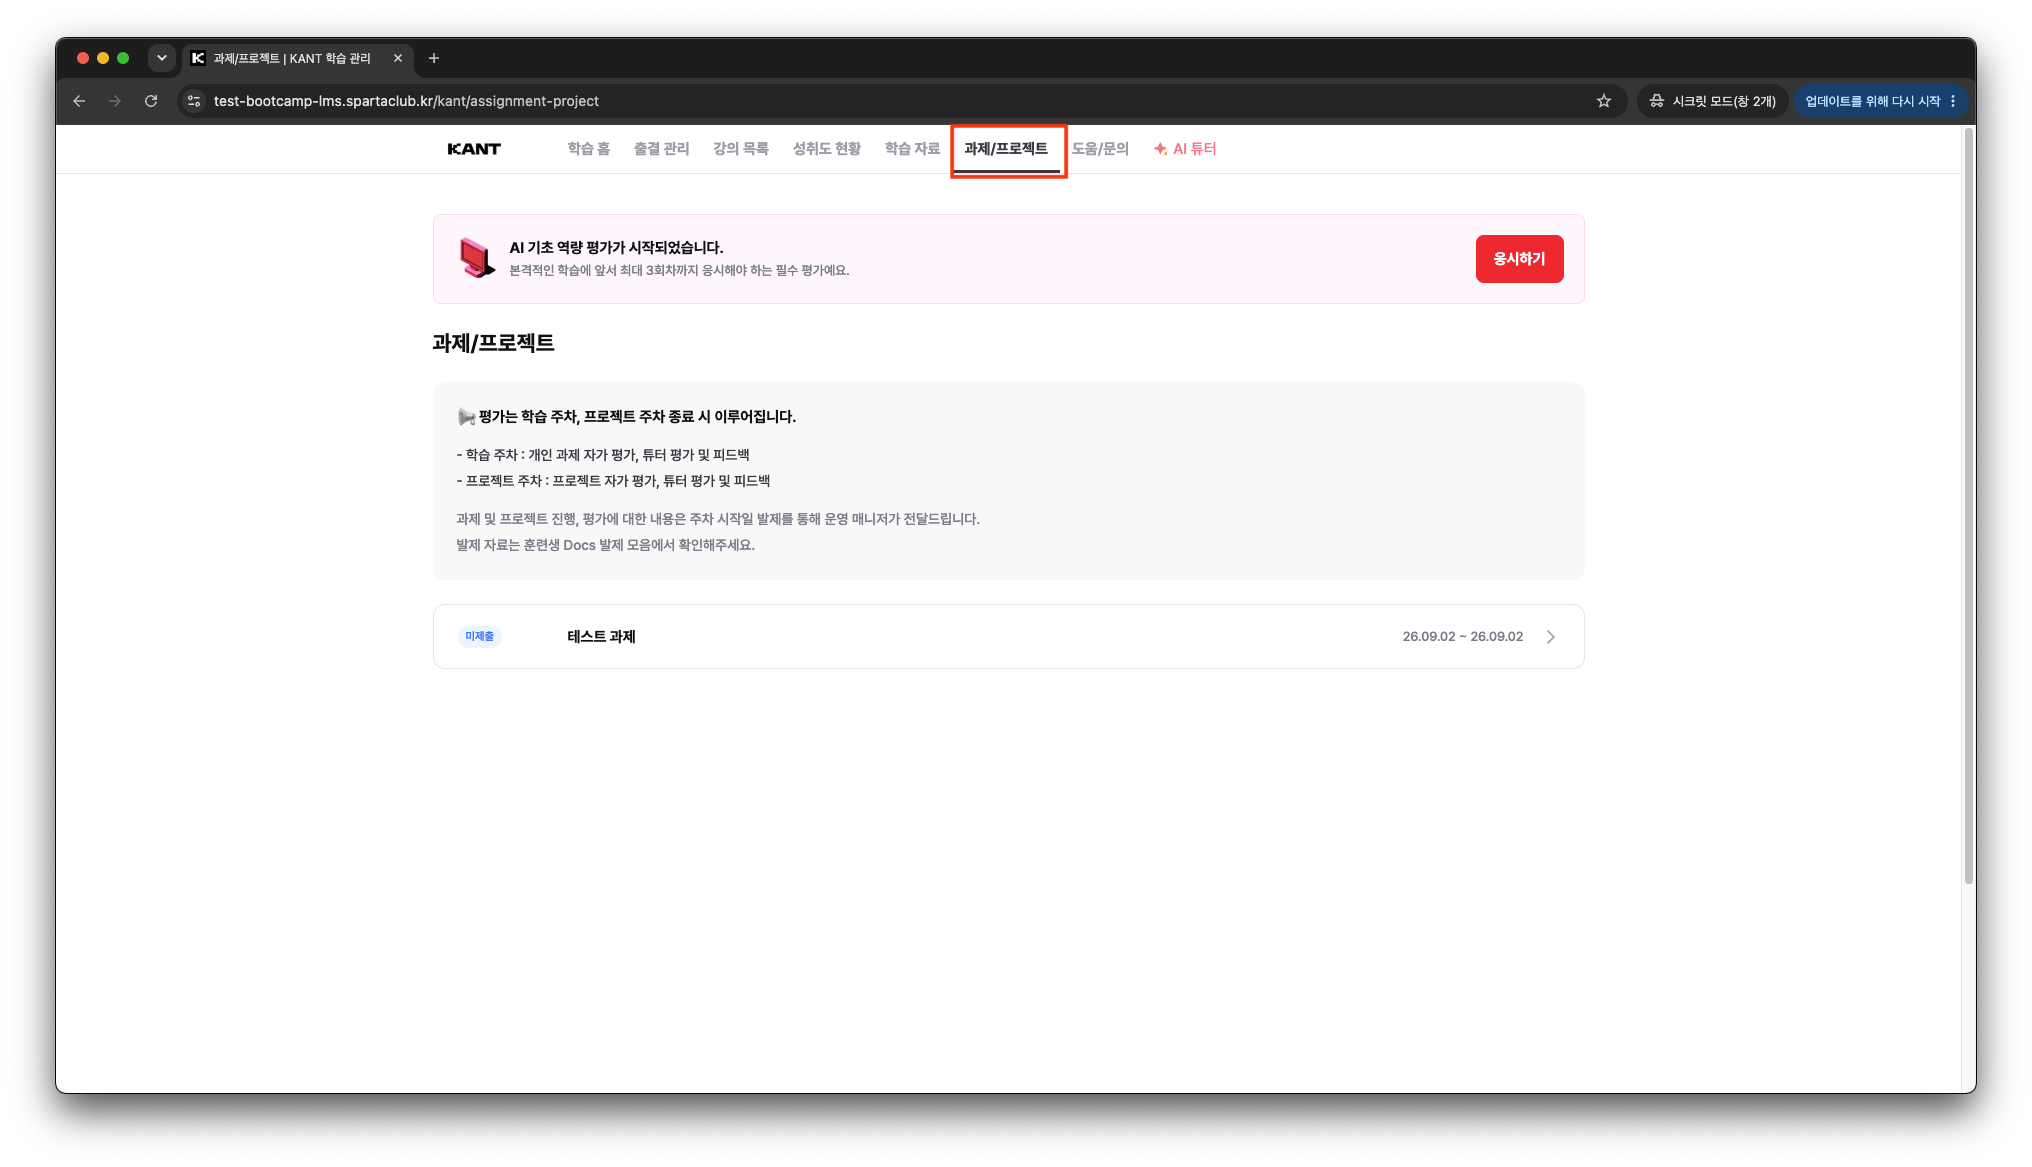 과제/프로젝트 | KANT 학습 관리
test-bootcamp-lms.spartaclub.kr/kant/assignment-project
시크릿 모드(창 2개)
업데이트를 위해 다시 시작
KANT 학습 홈 출결 관리 강의 목록 성취도 현황 학습 자료 과제/프로젝트 도움/문의 AI 튜터
AI 기초 역량 평가가 시작되었습니다.
본격적인 학습에 앞서 최대 3회차까지 응시해야 하는 필수 평가예요.
응시하기
과제/프로젝트
평가는 학습 주차, 프로젝트 주차 종료 시 이루어집니다.
- 학습 주차 : 개인 과제 자가 평가, 튜터 평가 및 피드백
- 프로젝트 주차 : 프로젝트 자가 평가, 튜터 평가 및 피드백
과제 및 프로젝트 진행, 평가에 대한 내용은 주차 시작일 발제를 통해 운영 매니저가 전달드립니다.
발제 자료는 훈련생 Docs 발제 모음에서 확인해주세요.
미제출 테스트 과제 26.09.02 ~ 26.09.02